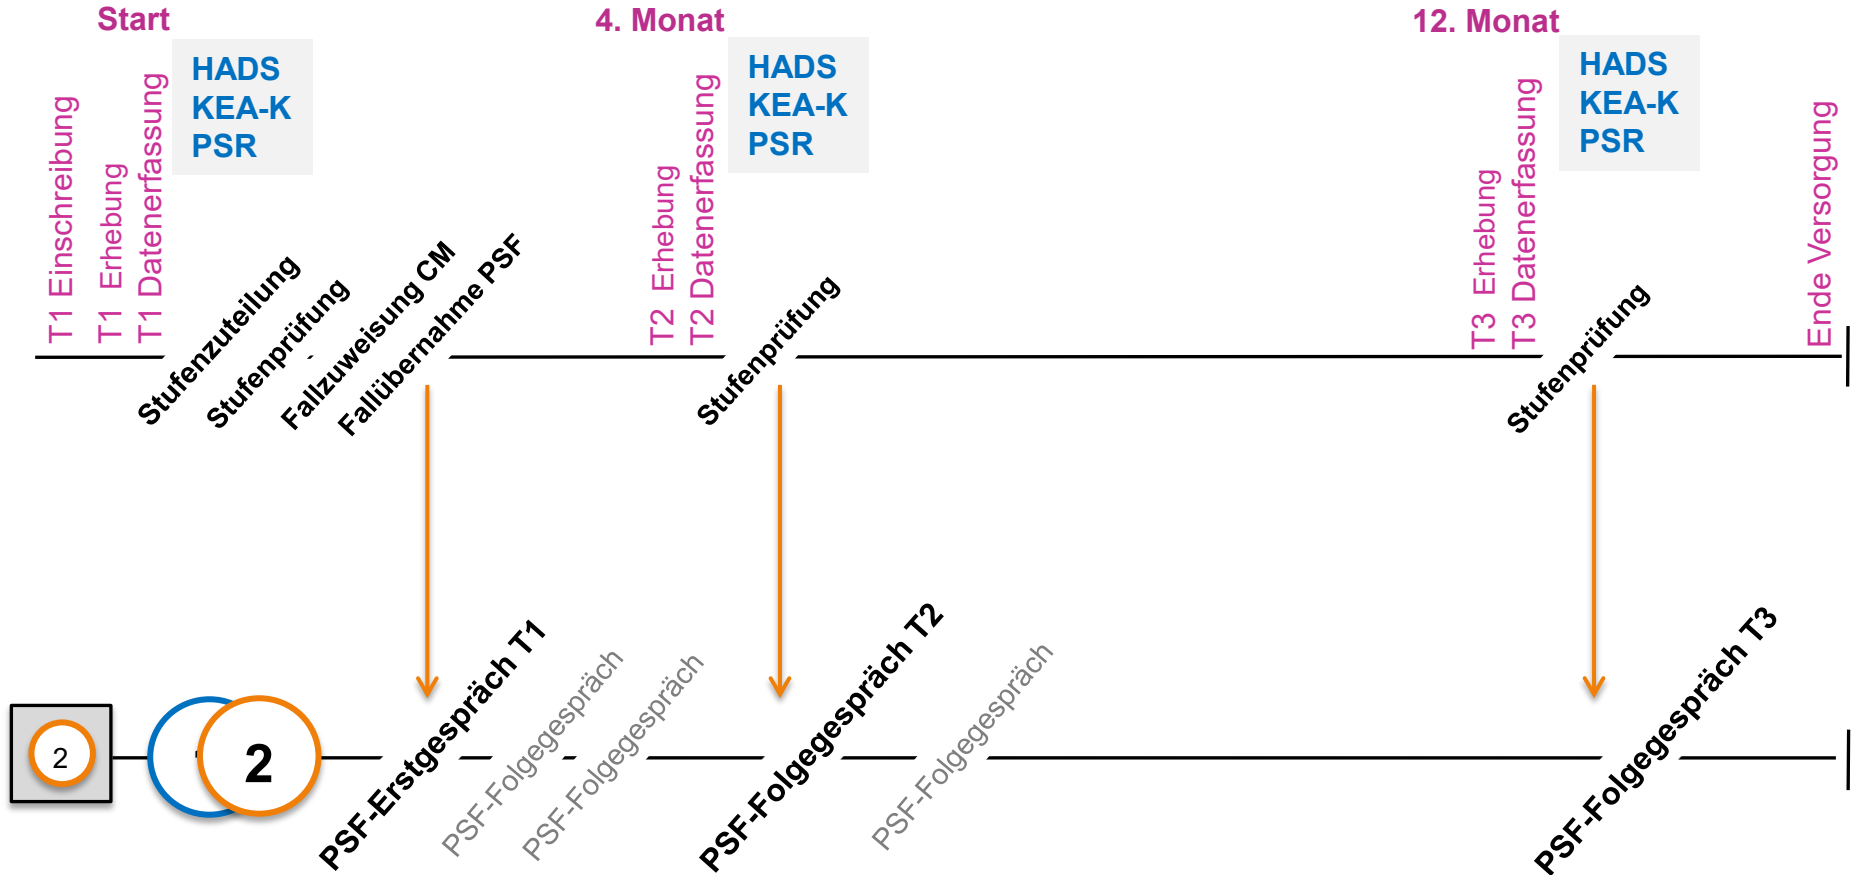 Start
4. Monat
12. Monat
HADS
KEA-K
PSR
HADS
KEA-K
PSR
HADS
KEA-K
PSR
T1 Einschreibung
T1 Erhebung
T1 Datenerfassung
T2 Erhebung
T2 Datenerfassung
T3 Erhebung
T3 Datenerfassung
Ende Versorgung
Stufenzuteilung
Stufenprüfung
Fallzuweisung CM
Fallübernahme PSF
Stufenprüfung
Stufenprüfung
2
2
PSF-Erstgespräch T1
PSF-Folgegespräch
PSF-Folgegespräch
PSF-Folgegespräch T2
PSF-Folgegespräch
PSF-Folgegespräch T3